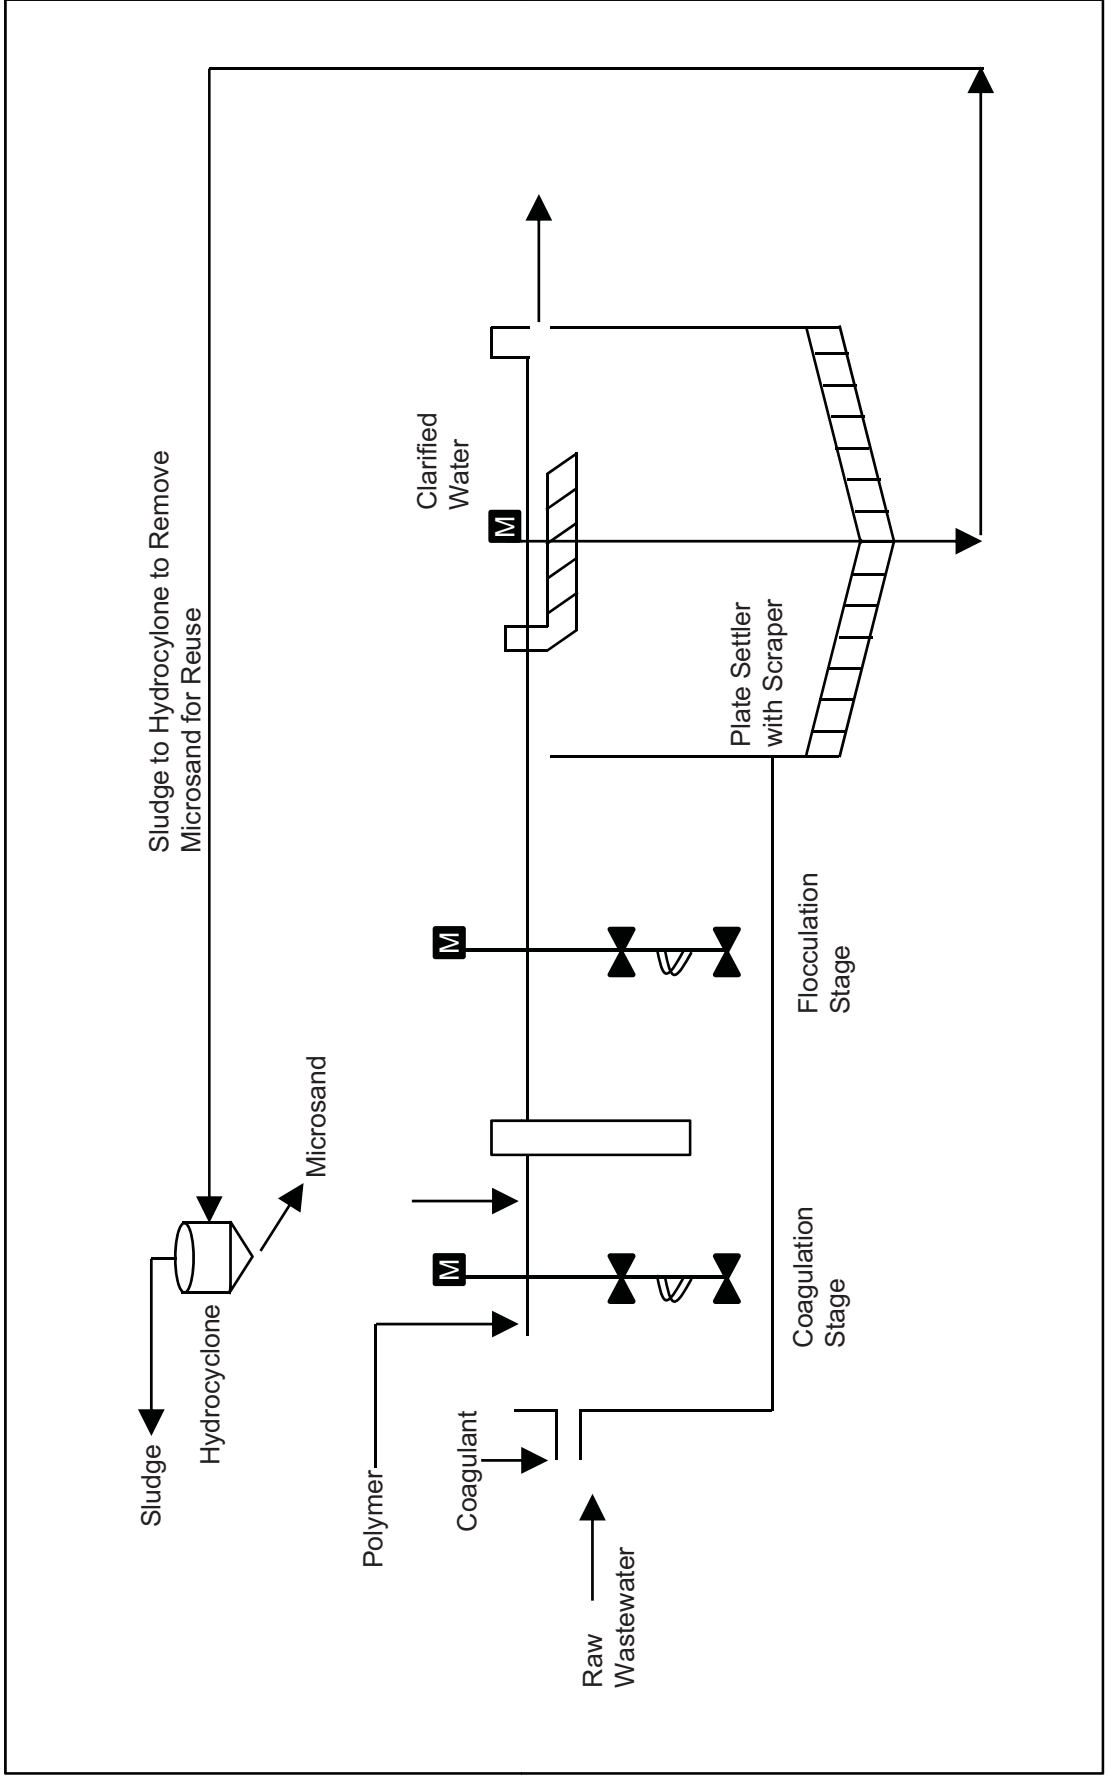 Sludge to Hydrocylone to Remove
Microsand for Reuse
Sludge
Hydrocyclone
Microsand
Polymer
Coagulant
Raw
Wastewater
M
M
M
Clarified
Water
Coagulation
Stage
Flocculation
Stage
Plate Settler
with Scraper